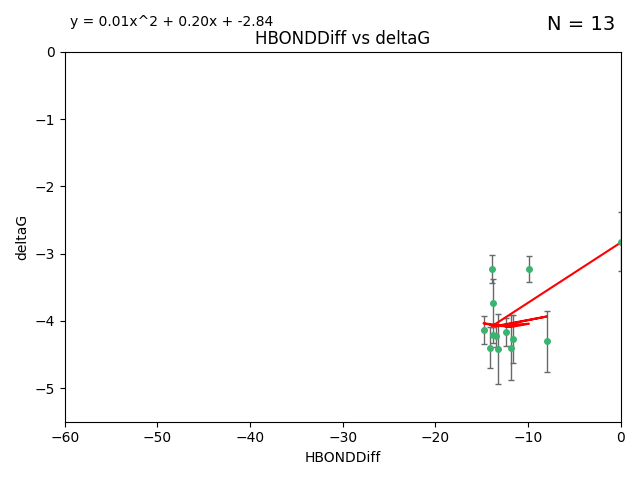 y = 0.01x^2 + 0.20x + -2.84
N = 13
HBONDDiff vs deltaG
0
−1
−2
−3
−4
−5
deltaG
−60
−50
−40
−30
−20
−10
0
HBONDDiff